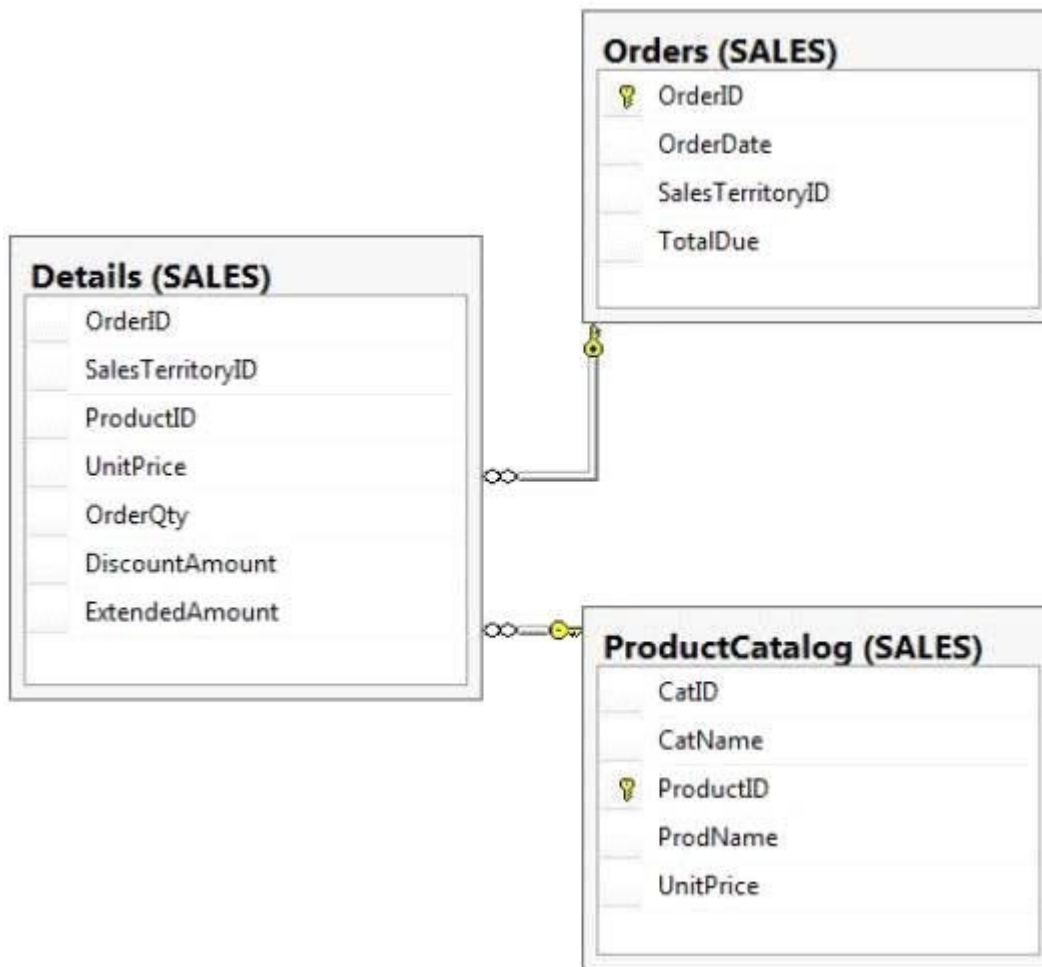 Orders (SALES)
OrderID
OrderDate
SalesTerritoryID
TotalDue
Details (SALES)
OrderID
SalesTerritoryID
ProductID
UnitPrice
OrderQty
DiscountAmount
ExtendedAmount
ProductCatalog (SALES)
CatID
CatName
ProductID
ProdName
UnitPrice